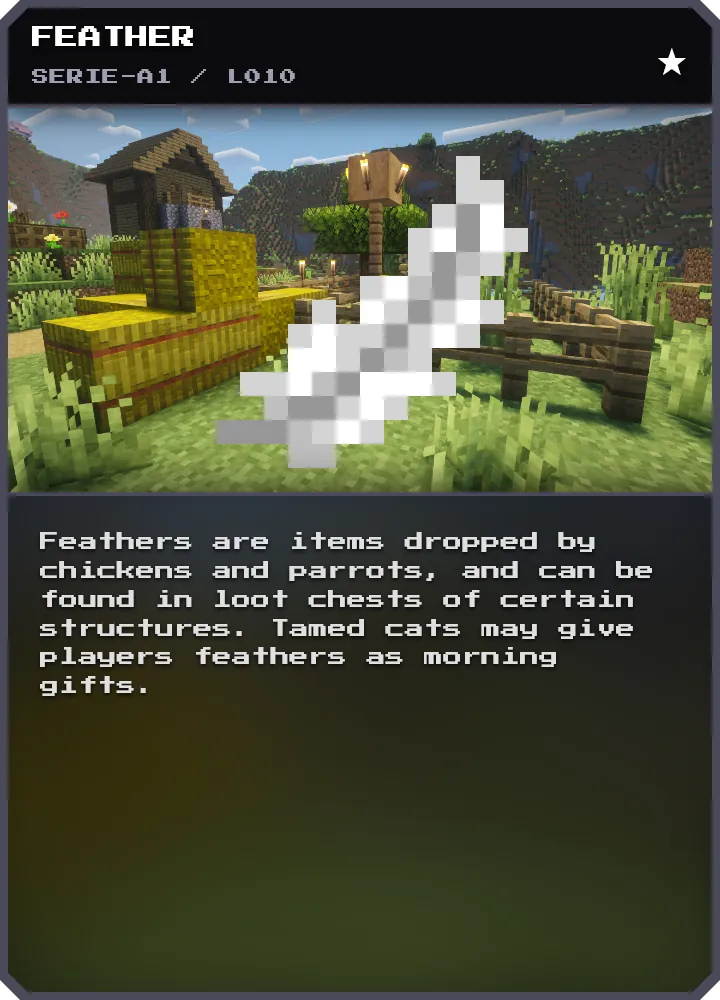 FEATHER
SERIE-A1 / L010
Feathers are items dropped by
chickens and parrots, and can be
found in loot chests of certain
structures. Tamed cats may give
players feathers as morning
gifts.